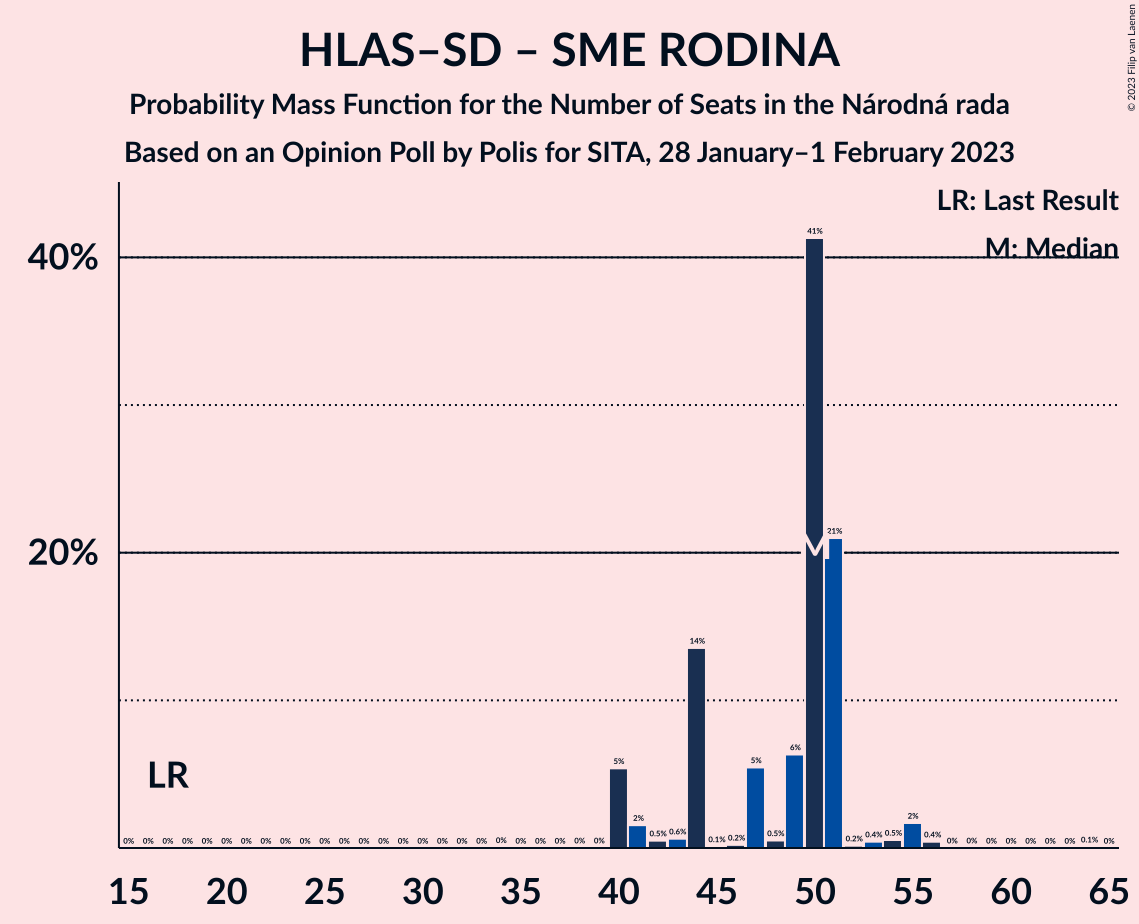 HLAS–SD – SME RODINA
Probability Mass Function for the Number of Seats in the Národná rada
Based on an Opinion Poll by Polis for SITA, 28 January–1 February 2023
© 2023 Filip van Laenen
LR: Last Result
M: Median
40%
20%
41%
21%
14%
5%
2%
0.5%
0.6%
0.1%
0.2%
5%
0.5%
6%
0.2%
0.4%
0.5%
2%
0.4%
0% 0% 0% 0% 0% 0% 0% 0% 0% 0% 0% 0% 0% 0% 0% 0% 0% 0% 0% 0% 0% 0% 0% 0% 0%
0% 0% 0% 0% 0% 0% 0% 0.1% 0%
LR
M
15 20 25 30 35 40 45 50 55 60 65